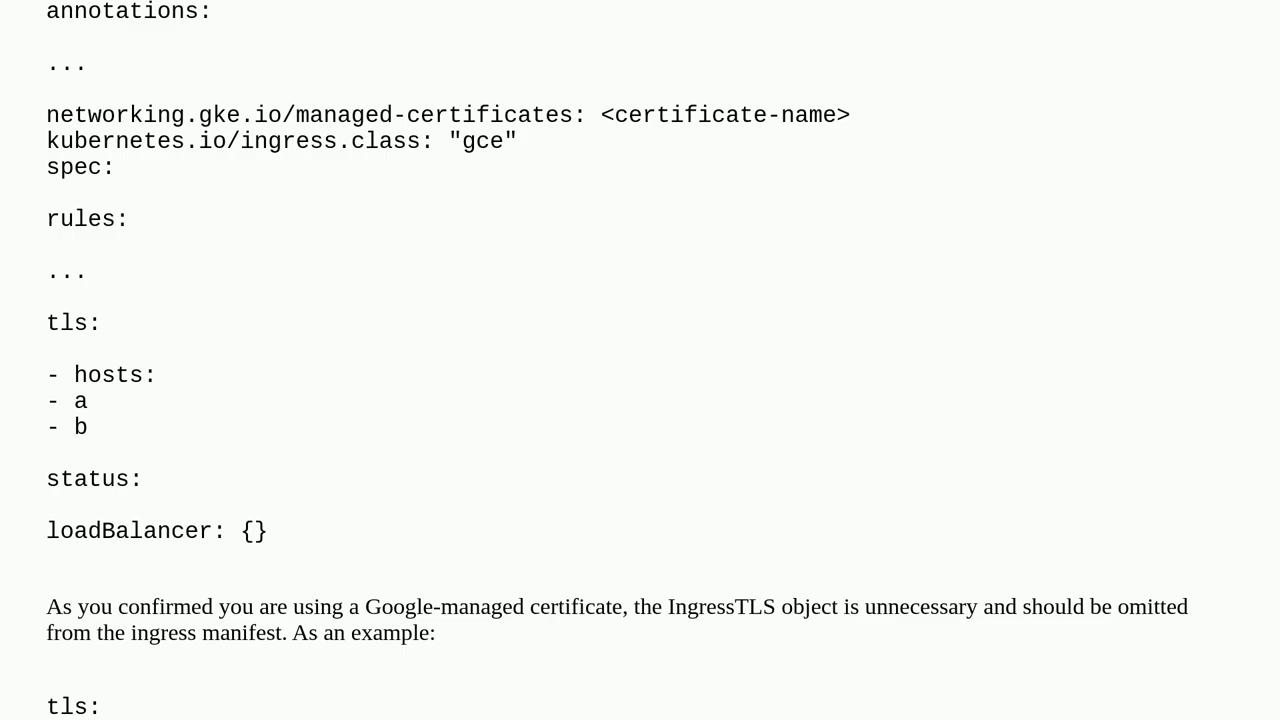 annotations:
...
networking.gke.io/managed-certificates: <certificate-name>
kubernetes.io/ingress.class: "gce"
spec:
rules:
...
tls:
- hosts:
- a
- b
status:
loadBalancer: {}
As you confirmed you are using a Google-managed certificate, the IngressTLS object is unnecessary and should be omitted
from the ingress manifest. As an example:
tls: